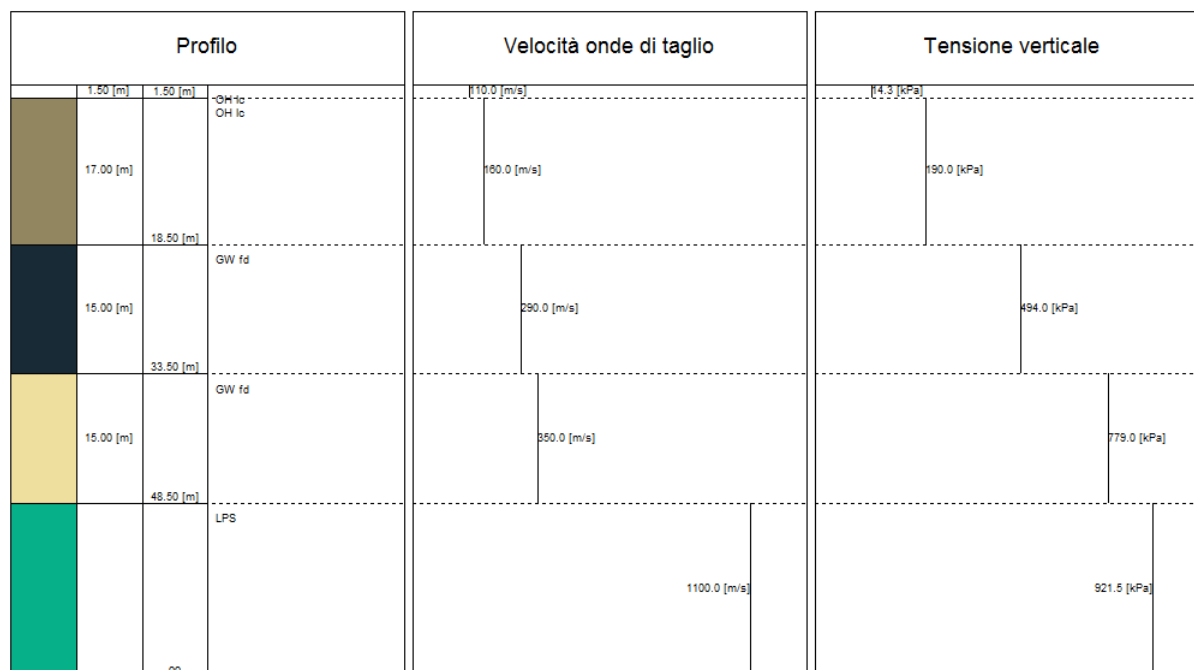 Profilo Velocità onde di taglio Tensione verticale
1.50 [m] 1.50 [m] 110.0 [m/s] 14.3 [kPa]
OH lc
OH lc
17.00 [m] 160.0 [m/s] 190.0 [kPa]
18.50 [m]
GW fd
15.00 [m] 290.0 [m/s] 494.0 [kPa]
33.50 [m]
GW fd
15.00 [m] 350.0 [m/s] 779.0 [kPa]
48.50 [m]
LPS
1100.0 [m/s] 921.5 [kPa]